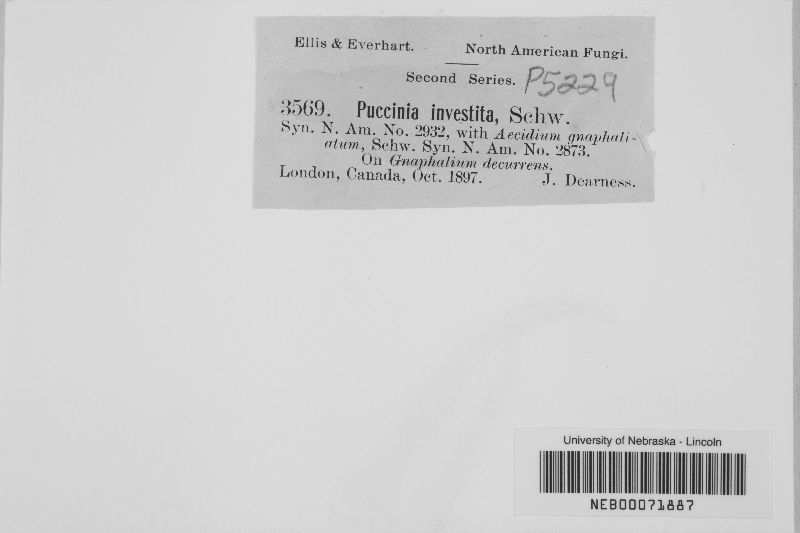 Ellis & Everhart. North American Fungi.
Second Series. P5229
3569. Puccinia investita, Schw.
Syn. N. Am. No. 2932, with Aecidium gnaphali-
atum, Schw. Syn. N. Am. No. 2873.
On Gnaphalium decurrens.
London, Canada, Oct. 1897. J. Dearness.
University of Nebraska - Lincoln
NEB00071887